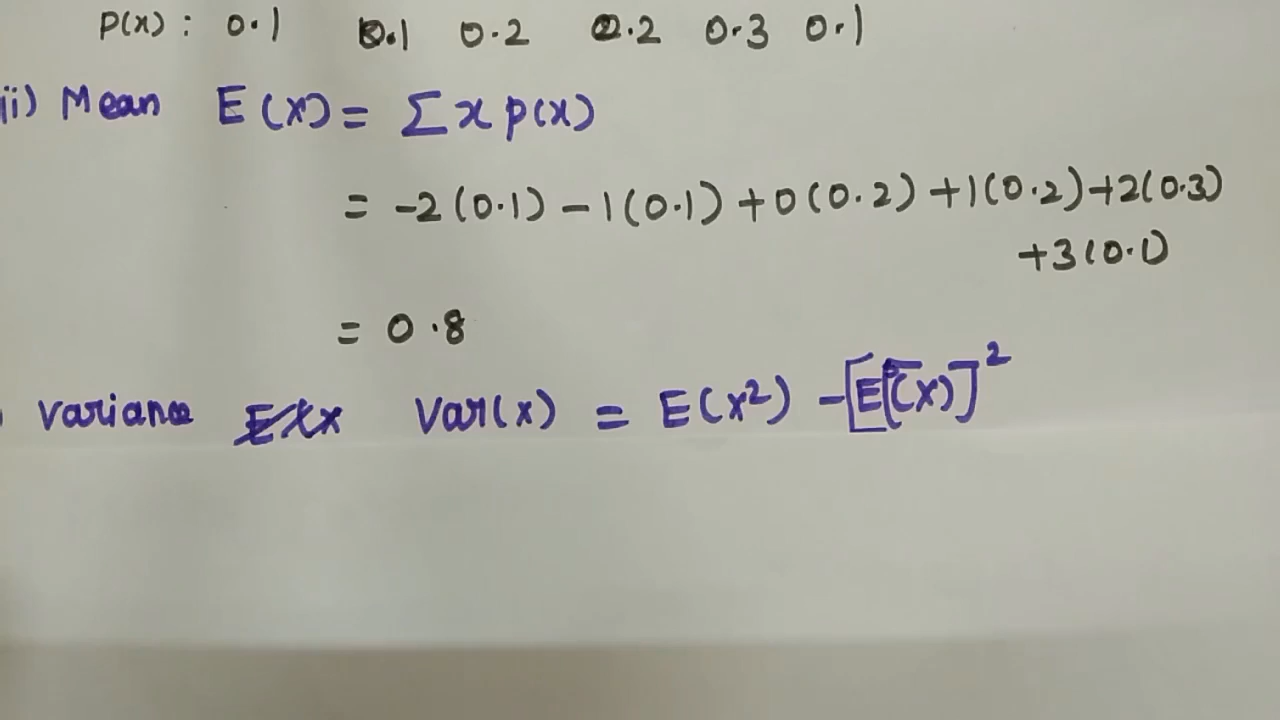 P(x) : 0.1 0.1 0.2 0.2 0.3 0.1
ii) Mean E(X) = Σ x p(x)
= -2(0.1) - 1(0.1) + 0(0.2) + 1(0.2) + 2(0.3)
+ 3(0.1)
= 0.8
variance Var(x) = E(x²) - [E(x)]²